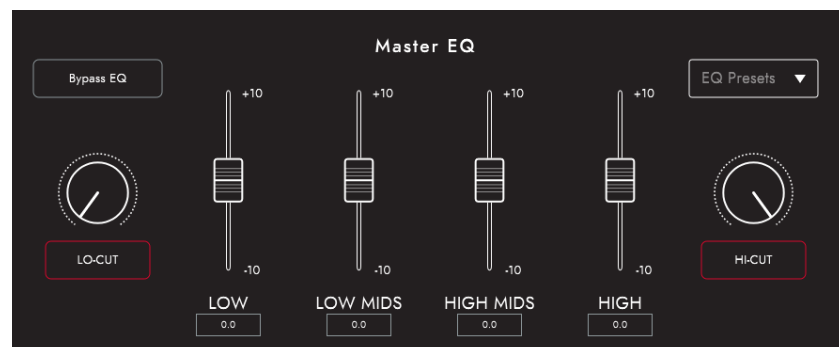 Master EQ
Bypass EQ
EQ Presets
+10
+10
+10
+10
LO-CUT
HI-CUT
-10
-10
-10
-10
LOW
LOW MIDS
HIGH MIDS
HIGH
0.0
0.0
0.0
0.0